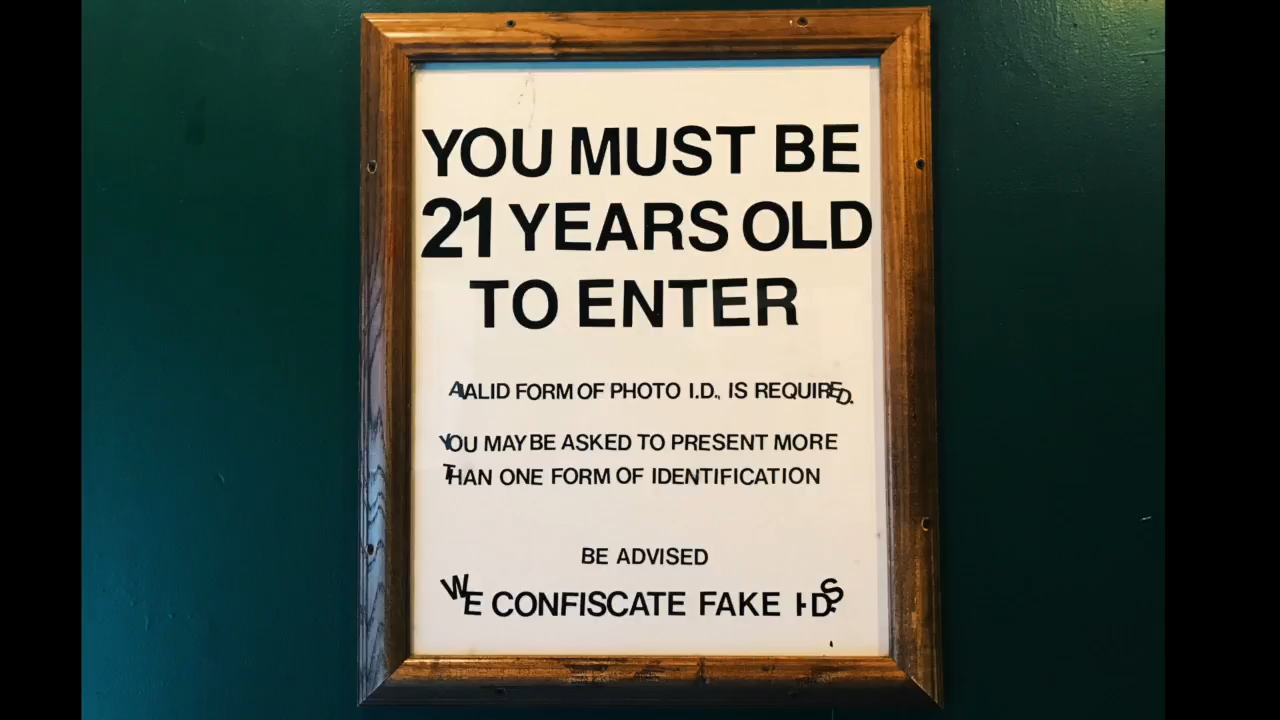 YOU MUST BE
21 YEARS OLD
TO ENTER
A VALID FORM OF PHOTO I.D., IS REQUIRED.
YOU MAY BE ASKED TO PRESENT MORE
THAN ONE FORM OF IDENTIFICATION
BE ADVISED
WE CONFISCATE FAKE I.D.'S